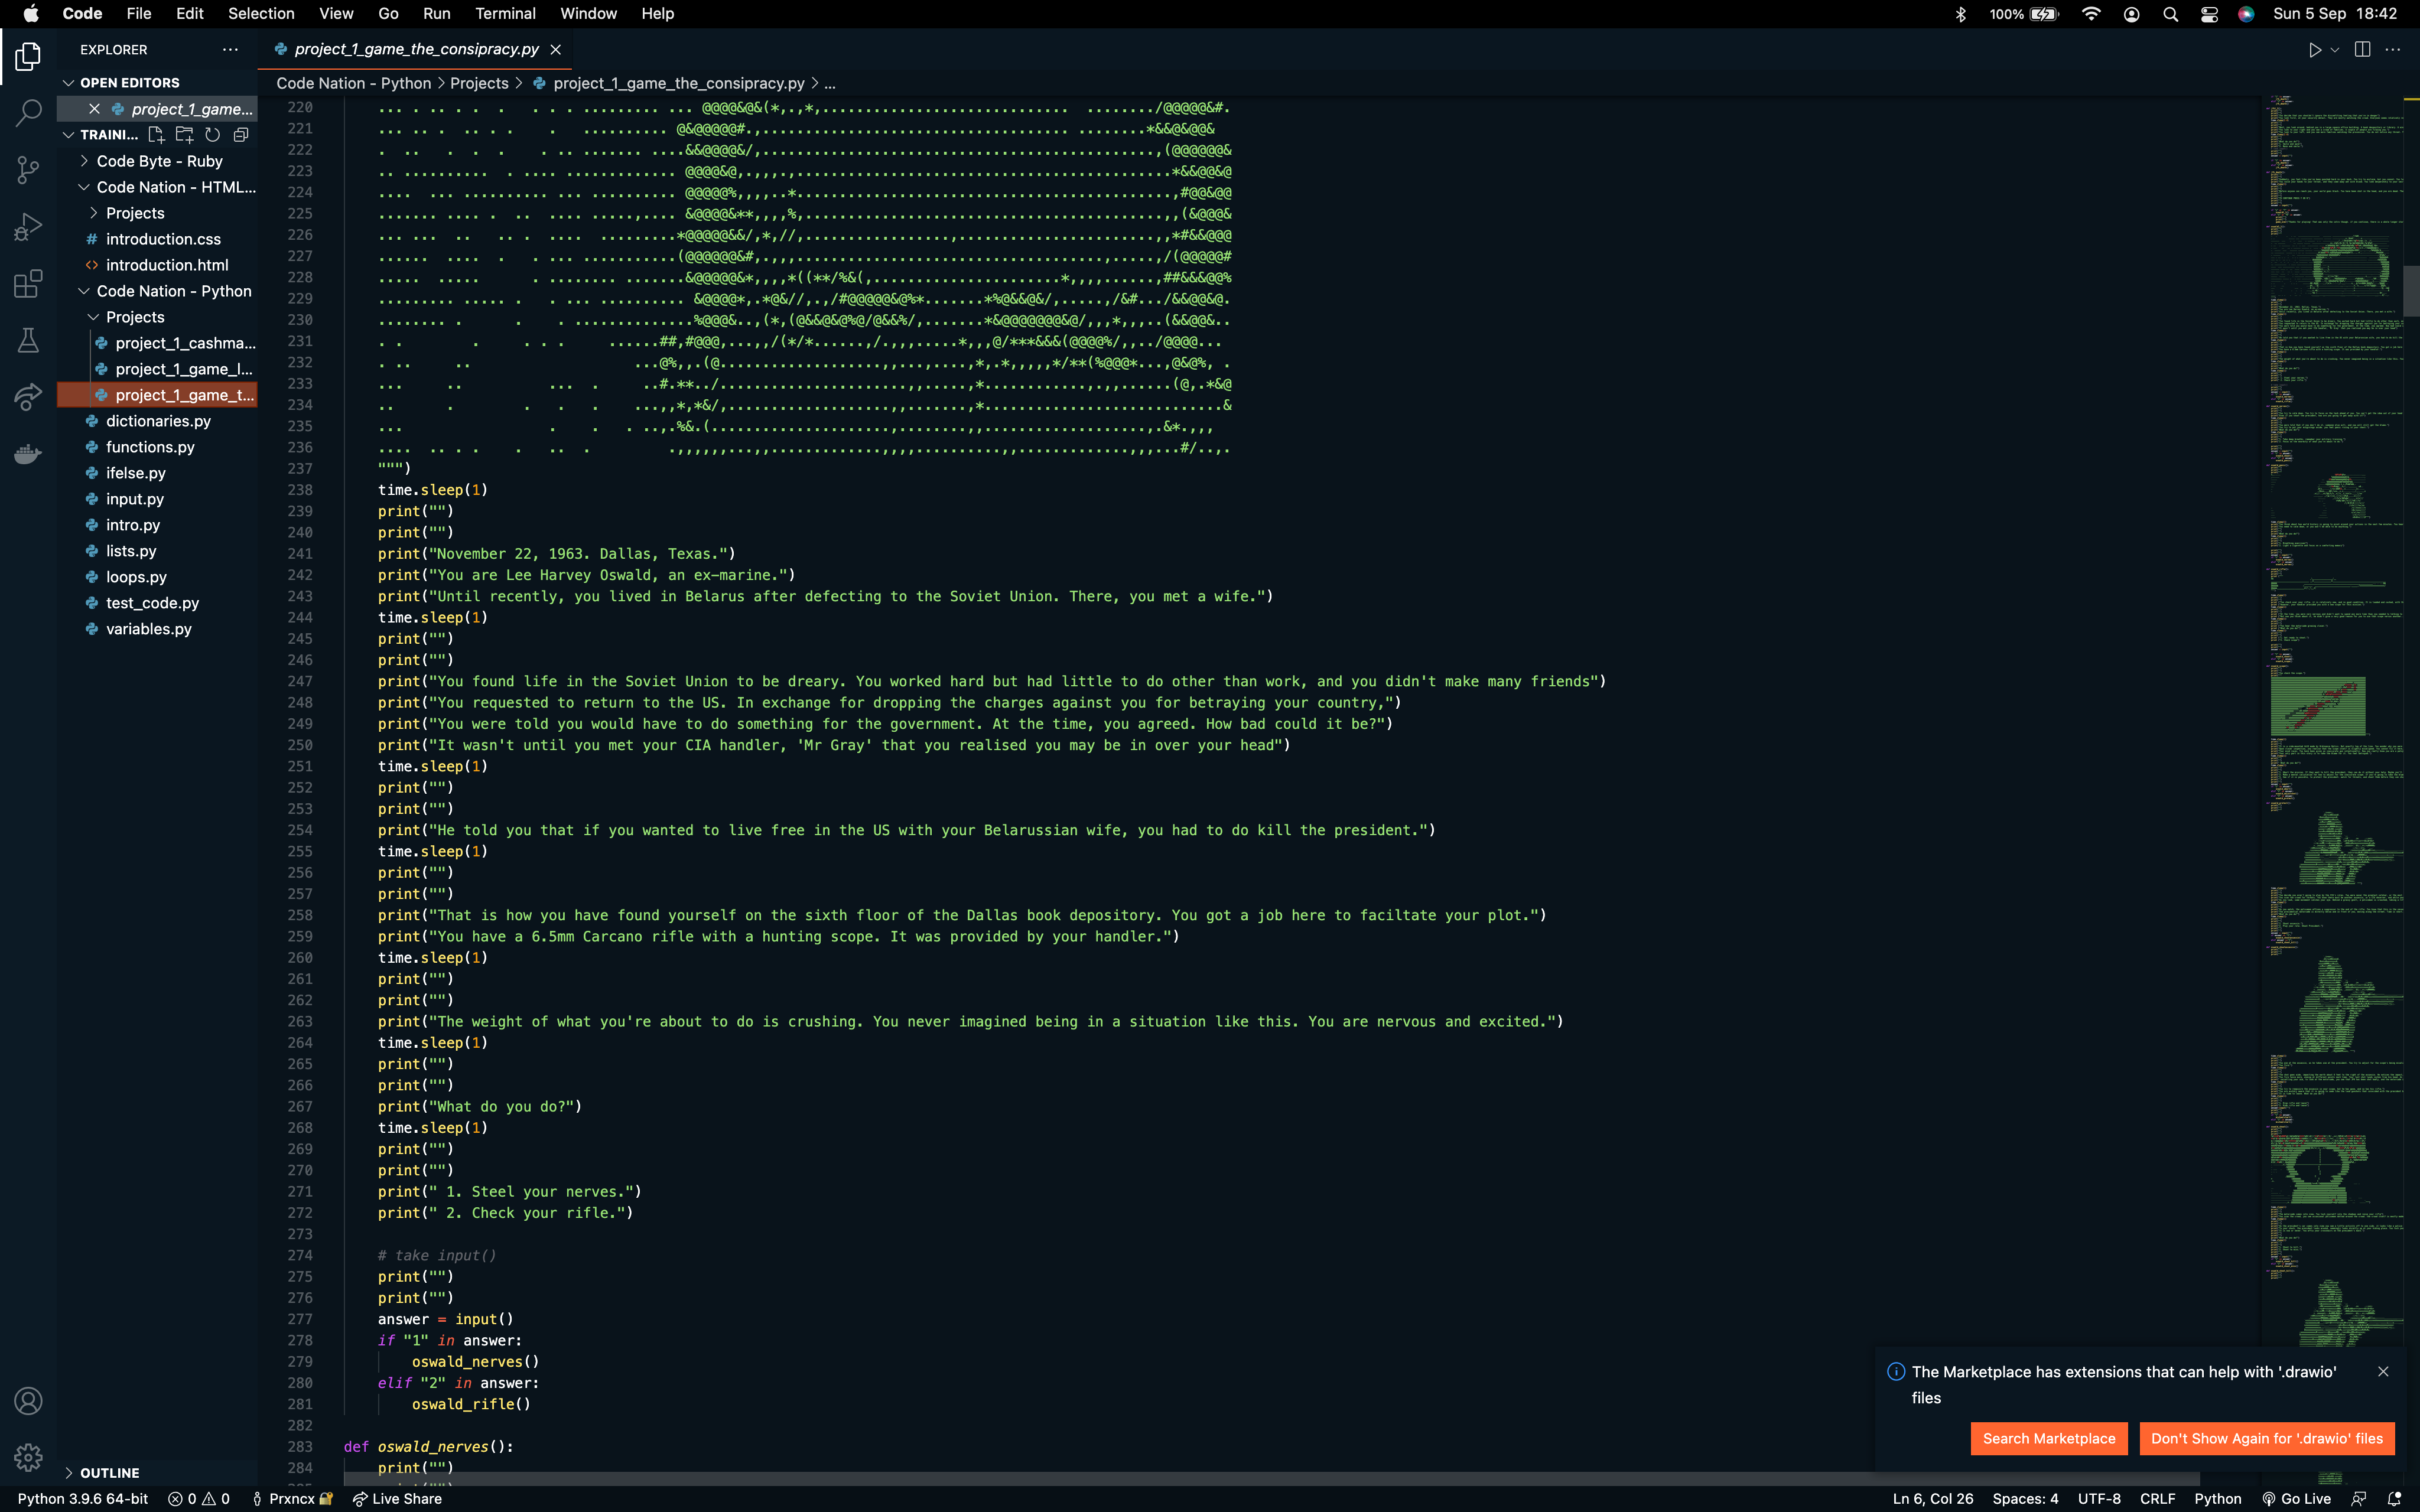 Code File Edit Selection View Go Run Terminal Window Help 100% Sun 5 Sep 18:42
EXPLORER
project_1_game_the_consipracy.py
OPEN EDITORS
project_1_game...
TRAINI...
Code Byte - Ruby
Code Nation - HTML...
Projects
introduction.css
introduction.html
Code Nation - Python
Projects
project_1_cashma...
project_1_game_l...
project_1_game_t...
dictionaries.py
functions.py
ifelse.py
input.py
intro.py
lists.py
loops.py
test_code.py
variables.py
OUTLINE
Code Nation - Python > Projects > project_1_game_the_consipracy.py > ...
220
221
222
223
224
225
226
227
228
229
230
231
232
233
234
235
236
237 """)
238 time.sleep(1)
239 print("")
240 print("")
241 print("November 22, 1963. Dallas, Texas.")
242 print("You are Lee Harvey Oswald, an ex-marine.")
243 print("Until recently, you lived in Belarus after defecting to the Soviet Union. There, you met a wife.")
244 time.sleep(1)
245 print("")
246 print("")
247 print("You found life in the Soviet Union to be dreary. You worked hard but had little to do other than work, and you didn't make many friends")
248 print("You requested to return to the US. In exchange for dropping the charges against you for betraying your country,")
249 print("You were told you would have to do something for the government. At the time, you agreed. How bad could it be?")
250 print("It wasn't until you met your CIA handler, 'Mr Gray' that you realised you may be in over your head")
251 time.sleep(1)
252 print("")
253 print("")
254 print("He told you that if you wanted to live free in the US with your Belarussian wife, you had to do kill the president.")
255 time.sleep(1)
256 print("")
257 print("")
258 print("That is how you have found yourself on the sixth floor of the Dallas book depository. You got a job here to faciltate your plot.")
259 print("You have a 6.5mm Carcano rifle with a hunting scope. It was provided by your handler.")
260 time.sleep(1)
261 print("")
262 print("")
263 print("The weight of what you're about to do is crushing. You never imagined being in a situation like this. You are nervous and excited.")
264 time.sleep(1)
265 print("")
266 print("")
267 print("What do you do?")
268 time.sleep(1)
269 print("")
270 print("")
271 print(" 1. Steel your nerves.")
272 print(" 2. Check your rifle.")
273
274 # take input()
275 print("")
276 print("")
277 answer = input()
278 if "1" in answer:
279 oswald_nerves()
280 elif "2" in answer:
281 oswald_rifle()
282
283 def oswald_nerves():
284 print("")
The Marketplace has extensions that can help with '.drawio'
files
Search Marketplace Don't Show Again for '.drawio' files
Python 3.9.6 64-bit 0 0 Prxncx Live Share Ln 6, Col 26 Spaces: 4 UTF-8 CRLF Python Go Live